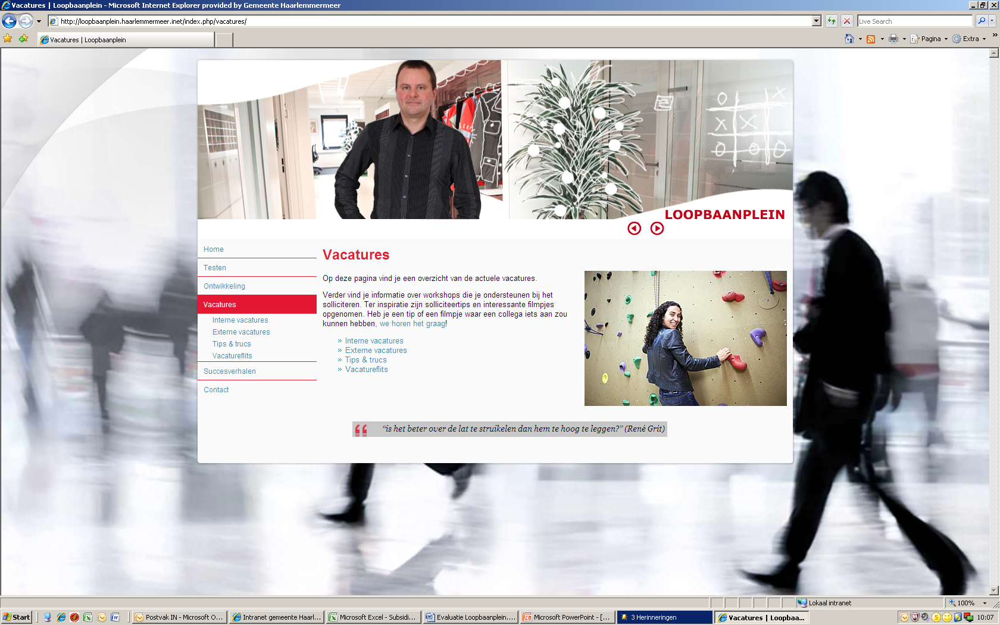 Vacatures | Loopbaanplein - Microsoft Internet Explorer provided by Gemeente Haarlemmermeer
http://loopbaanplein.haarlemmermeer.inet/index.php/vacatures/
Live Search
Vacatures | Loopbaanplein
Pagina
Extra
LOOPBAANPLEIN
Home
Testen
Ontwikkeling
Vacatures
Interne vacatures
Externe vacatures
Tips & trucs
Vacatureflits
Succesverhalen
Contact
Vacatures
Op deze pagina vind je een overzicht van de actuele vacatures.
Verder vind je informatie over workshops die je ondersteunen bij het
solliciteren. Ter inspiratie zijn solliciteertips en interessante filmpjes
opgenomen. Heb je een tip of een filmpje waar een collega iets aan zou
kunnen hebben, we horen het graag!
» Interne vacatures
» Externe vacatures
» Tips & trucs
» Vacatureflits
“is het beter over de lat te struikelen dan hem te hoog te leggen?” (René Grit)
Lokaal intranet
100%
Start
Postvak IN - Microsoft O...
Intranet gemeente Haarl...
Microsoft Excel - Subsidi...
Evaluatie Loopbaanplein....
Microsoft PowerPoint - [...
3 Herinneringen
Vacatures | Loopbaa...
10:07